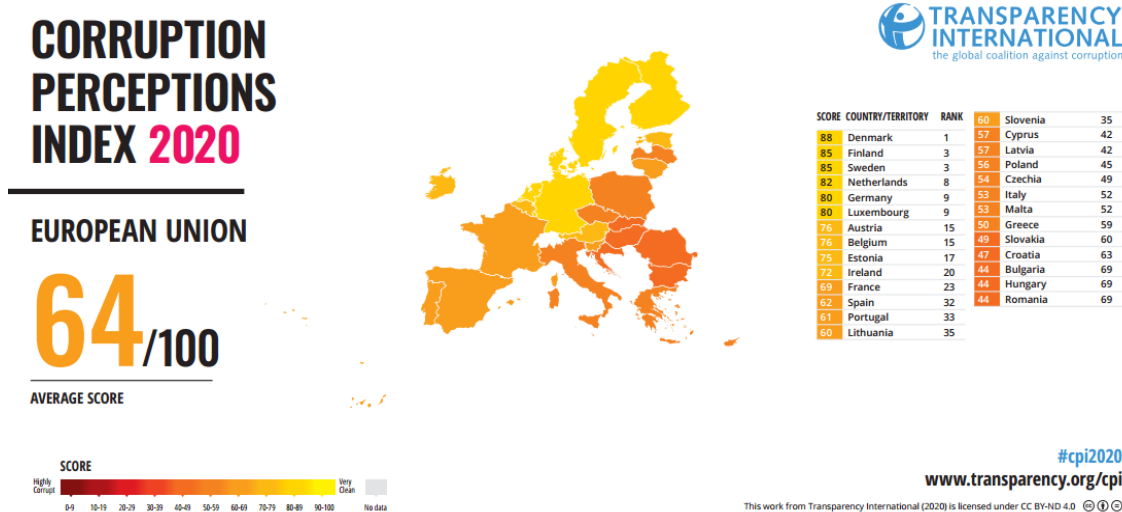 CORRUPTION
PERCEPTIONS
INDEX 2020
EUROPEAN UNION
64/100
AVERAGE SCORE
TRANSPARENCY
INTERNATIONAL
the global coalition against corruption
SCORE COUNTRY/TERRITORY RANK
88 Denmark 1
85 Finland 3
85 Sweden 3
82 Netherlands 8
80 Germany 9
80 Luxembourg 9
76 Austria 15
76 Belgium 15
75 Estonia 17
72 Ireland 20
69 France 23
62 Spain 32
61 Portugal 33
60 Lithuania 35
60 Slovenia 35
57 Cyprus 42
57 Latvia 42
56 Poland 45
54 Czechia 49
53 Italy 52
53 Malta 52
50 Greece 59
49 Slovakia 60
47 Croatia 63
44 Bulgaria 69
44 Hungary 69
44 Romania 69
SCORE
Highly
Corrupt
Very
Clean
0-9 10-19 20-29 30-39 40-49 50-59 60-69 70-79 80-89 90-100 No data
#cpi2020
www.transparency.org/cpi
This work from Transparency International (2020) is licensed under CC BY-ND 4.0